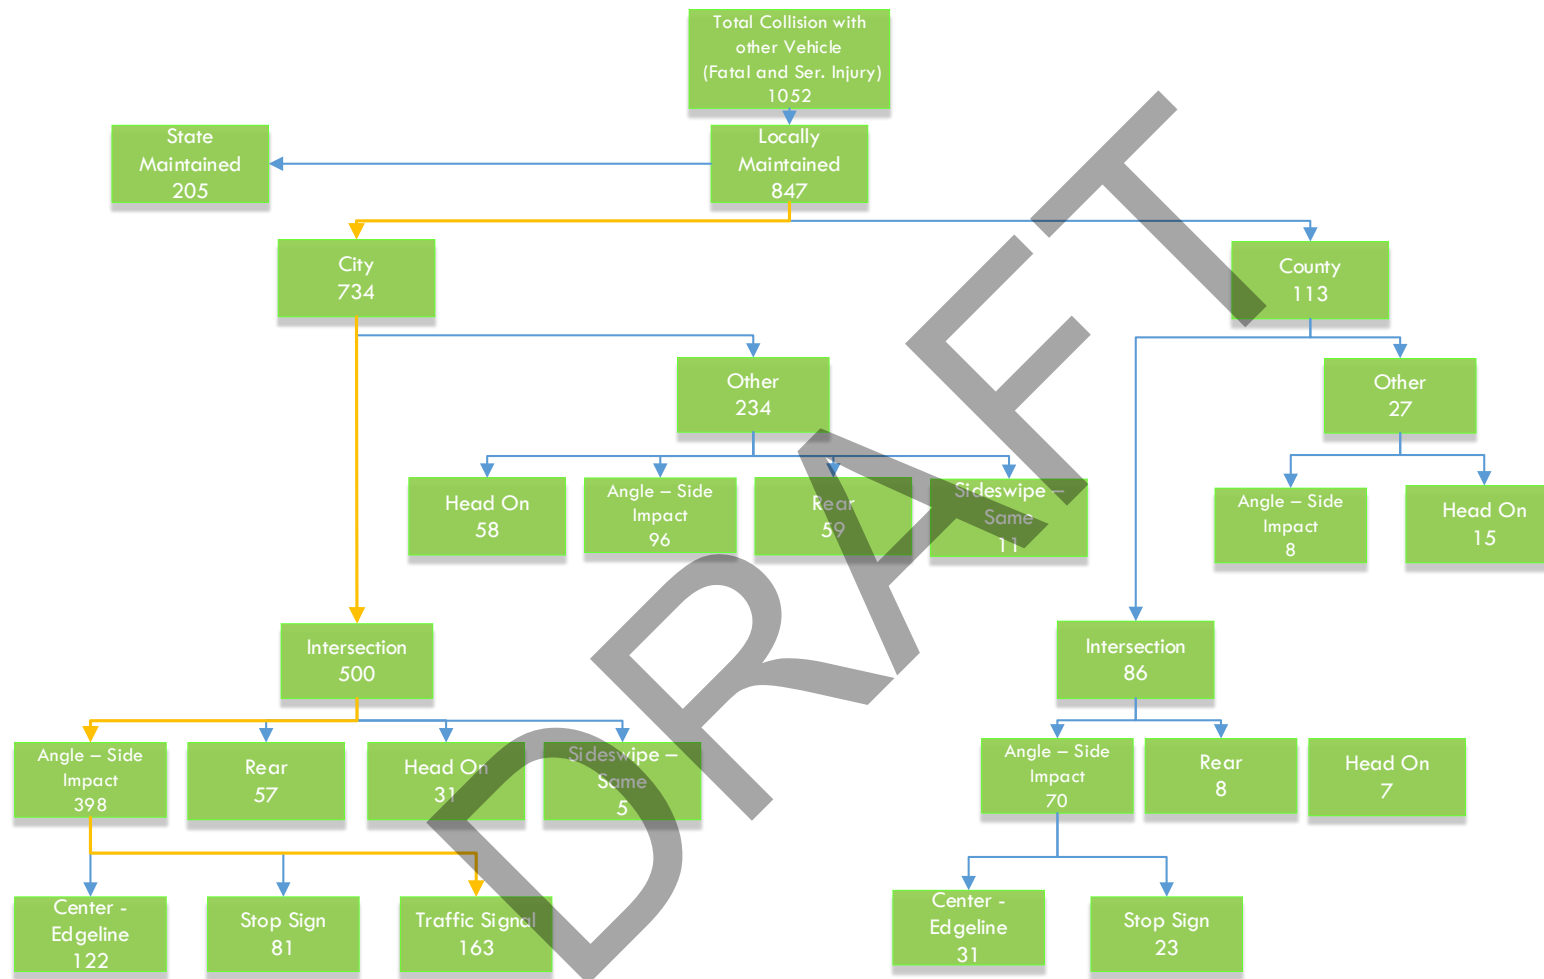 Total Collision with
other Vehicle
(Fatal and Ser. Injury)
1052
State
Maintained
205
Locally
Maintained
847
City
734
County
113
Other
234
Other
27
Head On
58
Angle – Side
Impact
96
Rear
59
Sideswipe –
Same
11
Angle – Side
Impact
8
Head On
15
Intersection
500
Intersection
86
Angle – Side
Impact
398
Rear
57
Head On
31
Sideswipe –
Same
5
Angle – Side
Impact
70
Rear
8
Head On
7
Center -
Edgeline
122
Stop Sign
81
Traffic Signal
163
Center -
Edgeline
31
Stop Sign
23
DRAFT